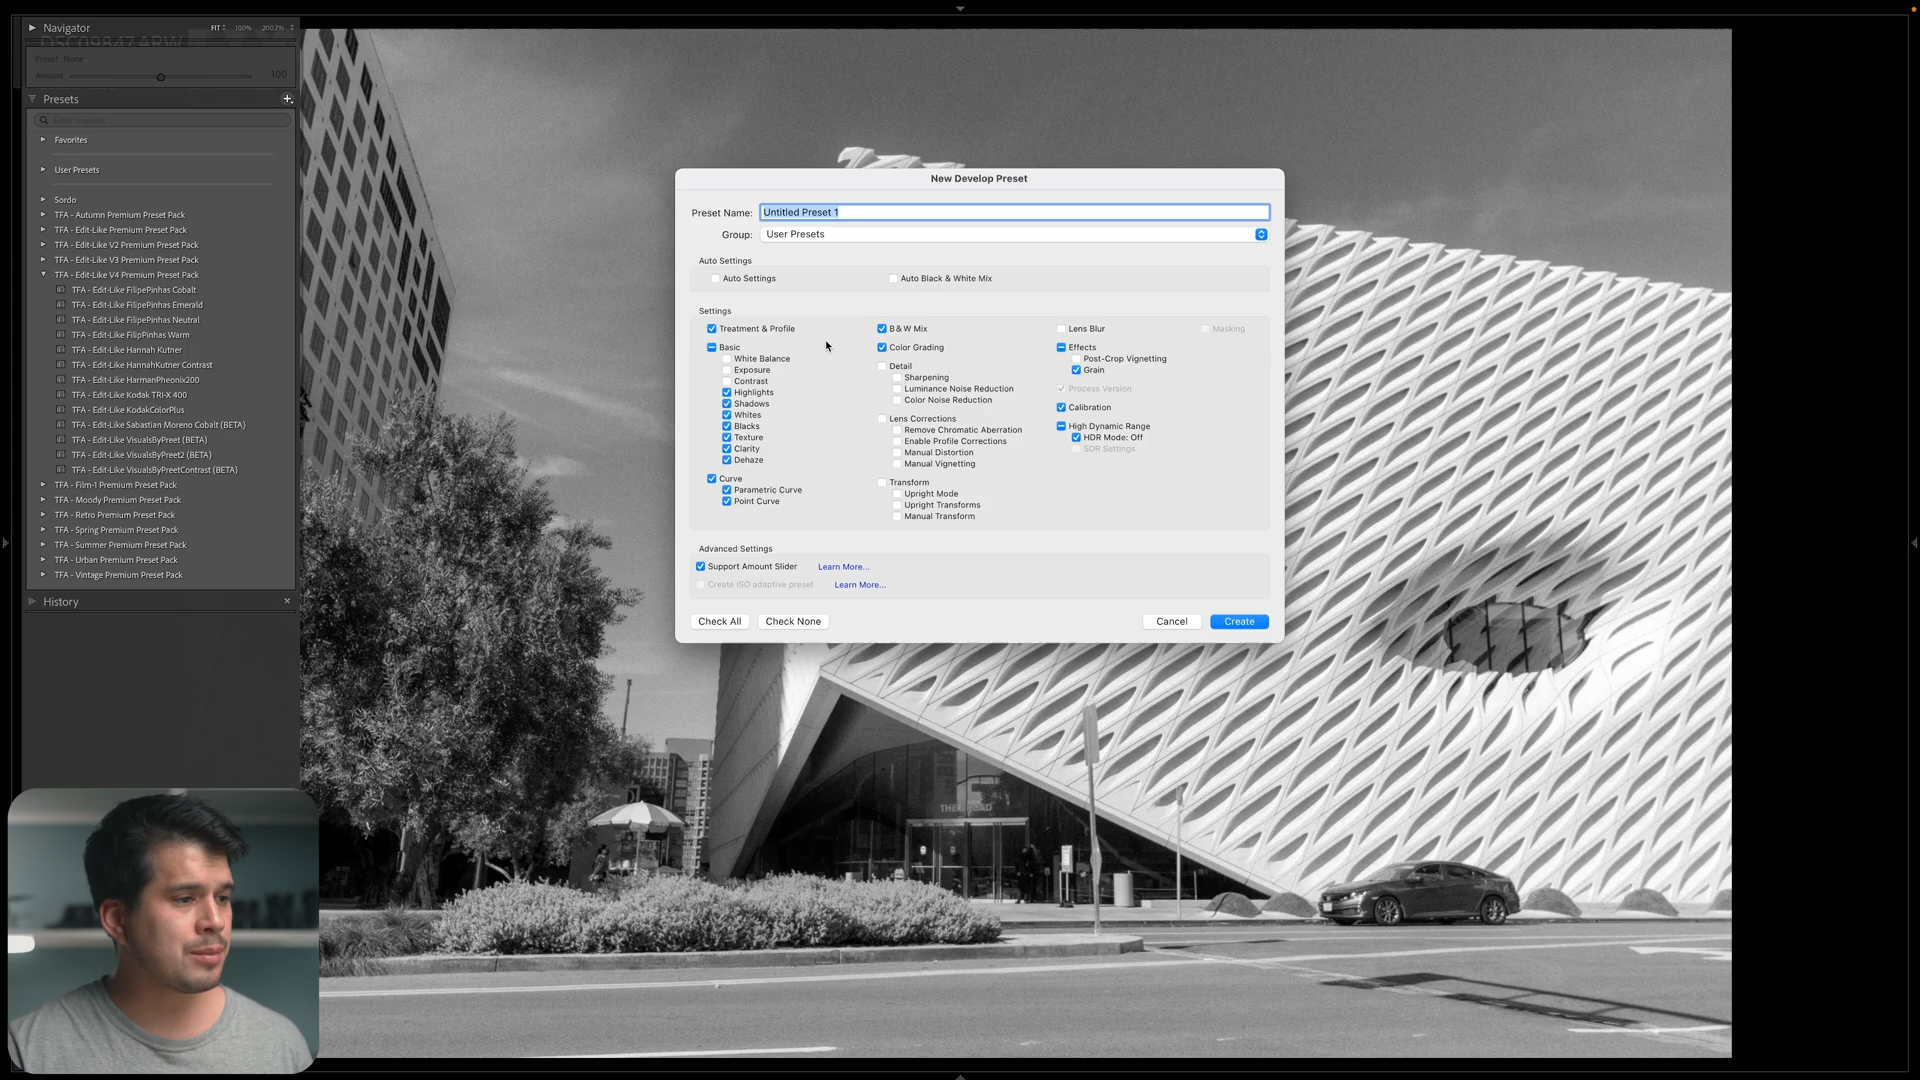 Navigator
FIT
100%
200.7%
DSC09847.ARW
Preset: None
Amount
100
Presets
Filter Presets
Favorites
User Presets
Sordo
TFA - Autumn Premium Preset Pack
TFA - Edit-Like Premium Preset Pack
TFA - Edit-Like V2 Premium Preset Pack
TFA - Edit-Like V3 Premium Preset Pack
TFA - Edit-Like V4 Premium Preset Pack
TFA - Edit-Like FilipePinhas Cobalt
TFA - Edit-Like FilipePinhas Emerald
TFA - Edit-Like FilipePinhas Neutral
TFA - Edit-Like FilipPinhas Warm
TFA - Edit-Like Hannah Kutner
TFA - Edit-Like HannahKutner Contrast
TFA - Edit-Like HarmanPheonix200
TFA - Edit-Like Kodak TRI-X 400
TFA - Edit-Like KodakColorPlus
TFA - Edit-Like Sabastian Moreno Cobalt (BETA)
TFA - Edit-Like VisualsByPreet (BETA)
TFA - Edit-Like VisualsByPreet2 (BETA)
TFA - Edit-Like VisualsByPreetContrast (BETA)
TFA - Film-1 Premium Preset Pack
TFA - Moody Premium Preset Pack
TFA - Retro Premium Preset Pack
TFA - Spring Premium Preset Pack
TFA - Summer Premium Preset Pack
TFA - Urban Premium Preset Pack
TFA - Vintage Premium Preset Pack
History
New Develop Preset
Preset Name: Untitled Preset 1
Group: User Presets
Auto Settings
Auto Settings
Auto Black & White Mix
Settings
Treatment & Profile
Basic
White Balance
Exposure
Contrast
Highlights
Shadows
Whites
Blacks
Texture
Clarity
Dehaze
Curve
Parametric Curve
Point Curve
B&W Mix
Color Grading
Detail
Sharpening
Luminance Noise Reduction
Color Noise Reduction
Lens Corrections
Remove Chromatic Aberration
Enable Profile Corrections
Manual Distortion
Manual Vignetting
Transform
Upright Mode
Upright Transforms
Manual Transform
Lens Blur
Masking
Effects
Post-Crop Vignetting
Grain
Process Version
Calibration
High Dynamic Range
HDR Mode: Off
SDR Settings
Advanced Settings
Support Amount Slider
Learn More...
Create ISO adaptive preset
Learn More...
Check All
Check None
Cancel
Create